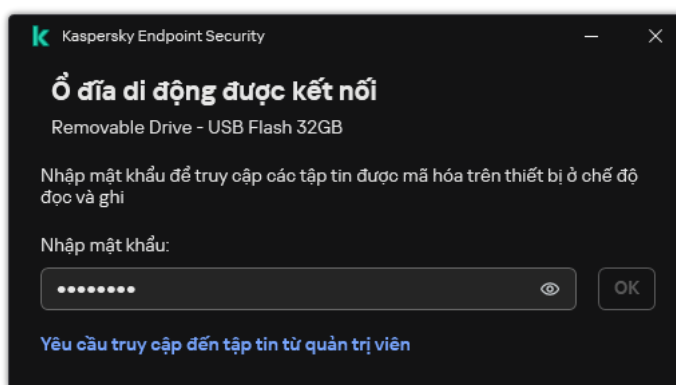 Kaspersky Endpoint Security
Ổ đĩa di động được kết nối
Removable Drive - USB Flash 32GB
Nhập mật khẩu để truy cập các tập tin được mã hóa trên thiết bị ở chế độ
đọc và ghi
Nhập mật khẩu:
••••••••
OK
Yêu cầu truy cập đến tập tin từ quản trị viên